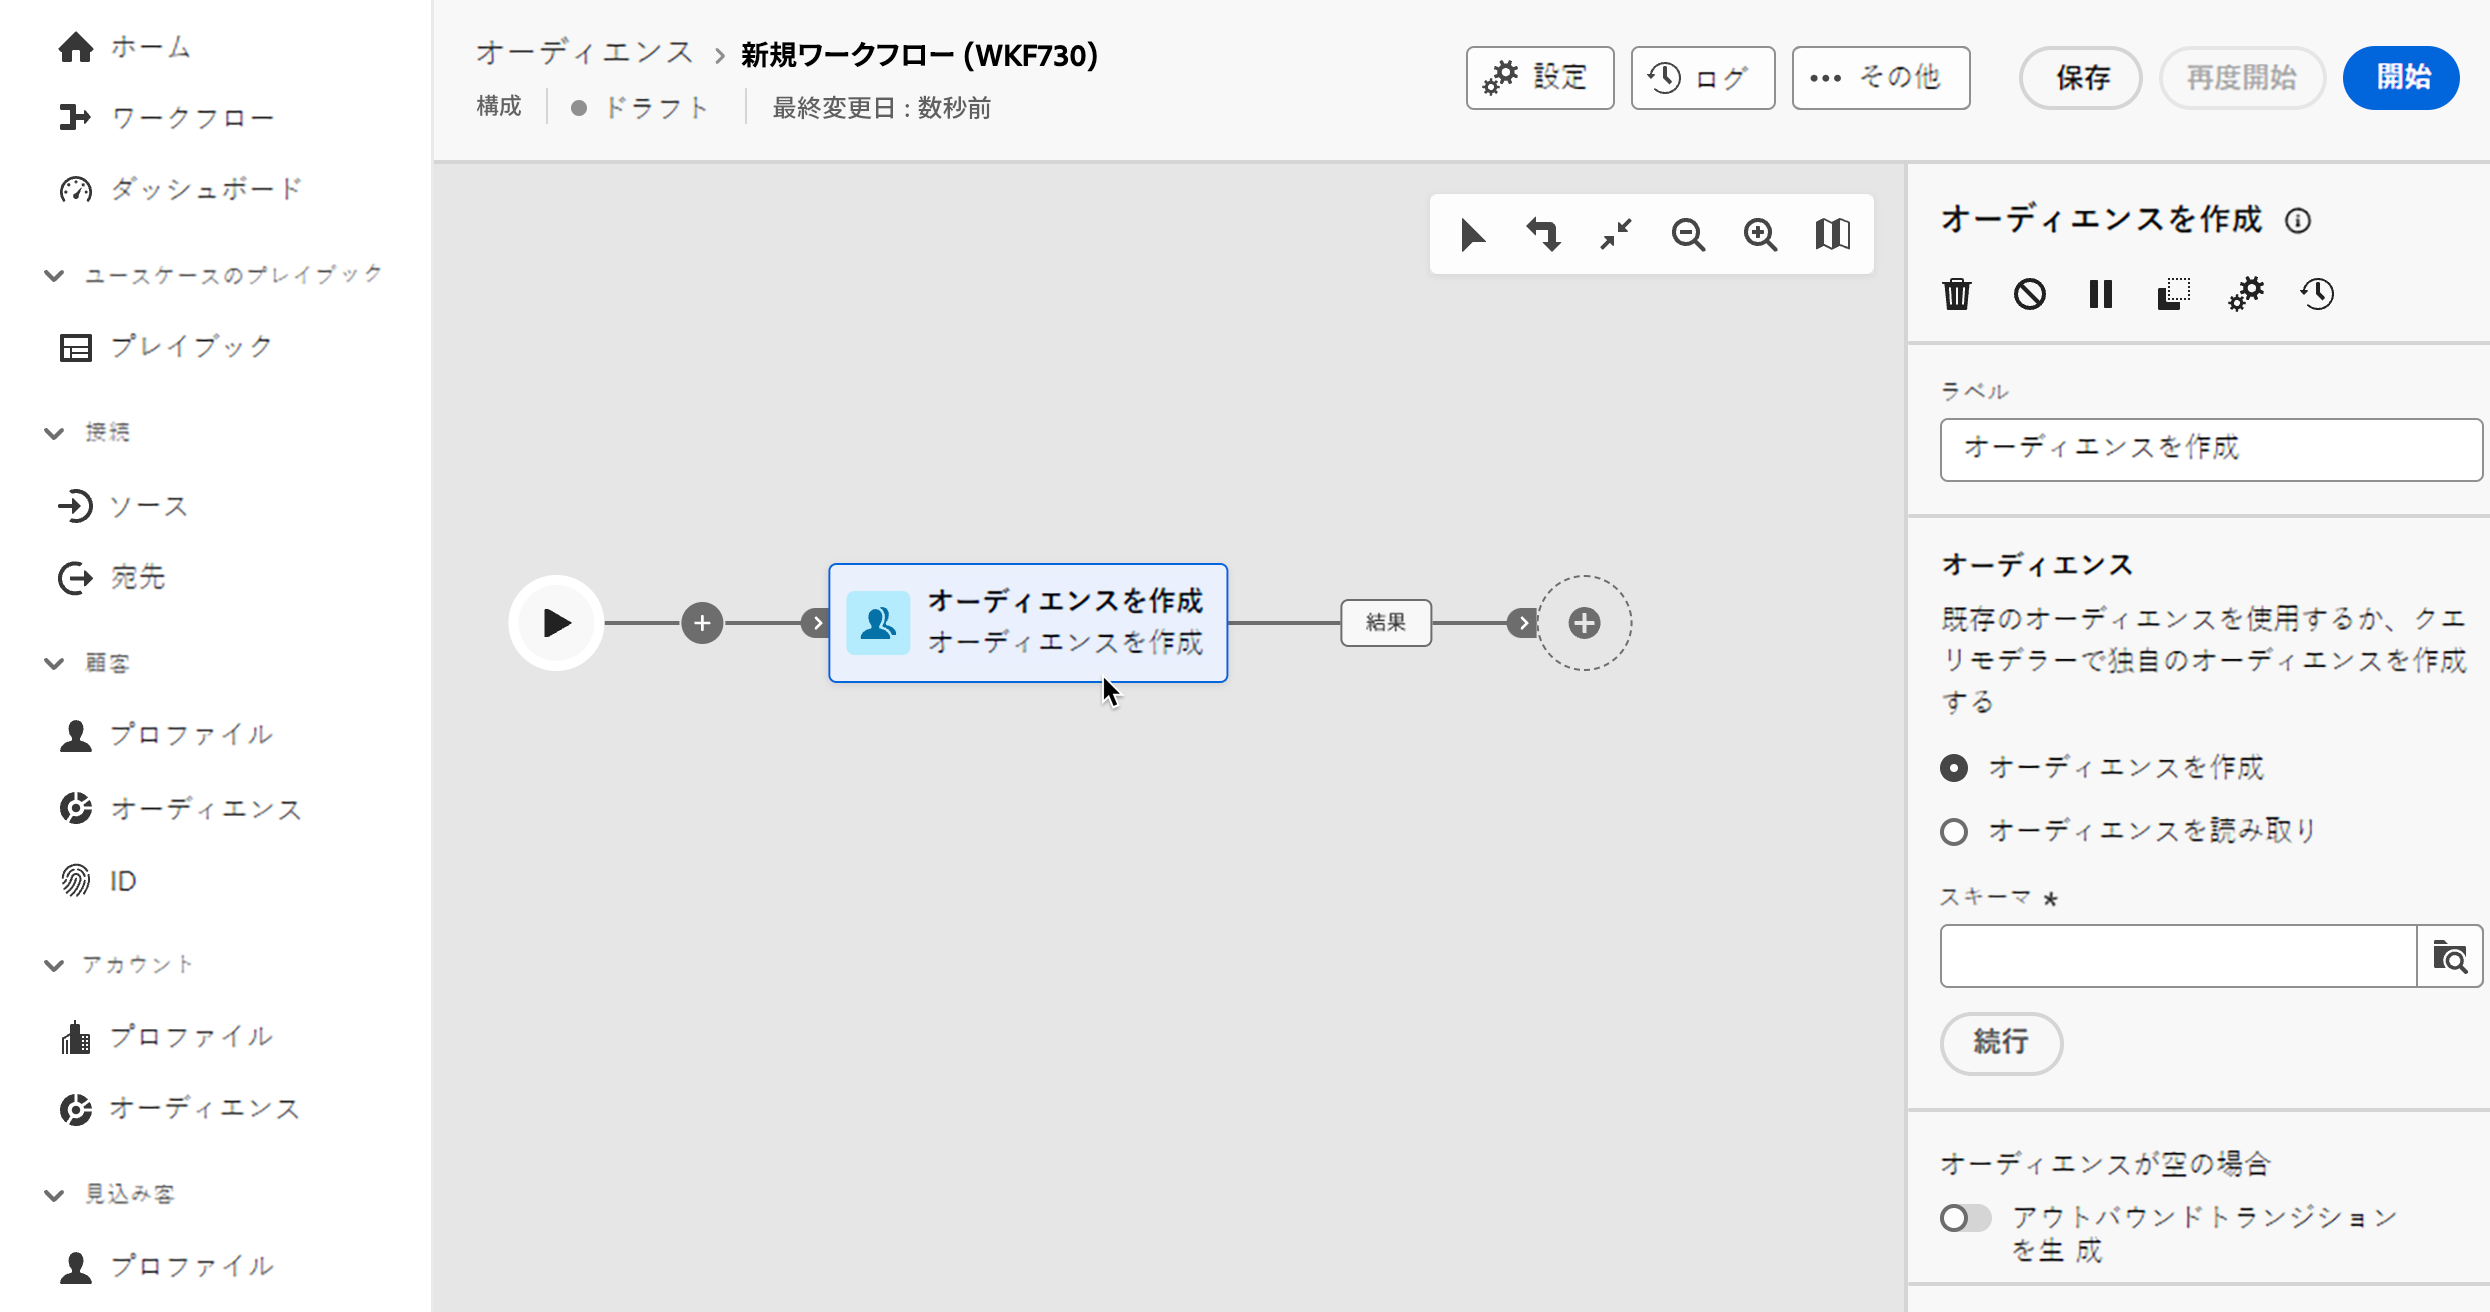 ホーム
ワークフロー
ダッシュボード
ユースケースのプレイブック
プレイブック
接続
ソース
宛先
顧客
プロファイル
オーディエンス
ID
アカウント
プロファイル
オーディエンス
見込み客
プロファイル
オーディエンス › 新規ワークフロー (WKF730)
構成 ドラフト 最終変更日 : 数秒前
設定 ログ その他 保存 再度開始 開始
オーディエンスを作成
オーディエンスを作成
結果
オーディエンスを作成
ラベル
オーディエンスを作成
オーディエンス
既存のオーディエンスを使用するか、クエ
リモデラーで独自のオーディエンスを作成
する
オーディエンスを作成
オーディエンスを読み取り
スキーマ *
続行
オーディエンスが空の場合
アウトバウンドトランジション
を生 成